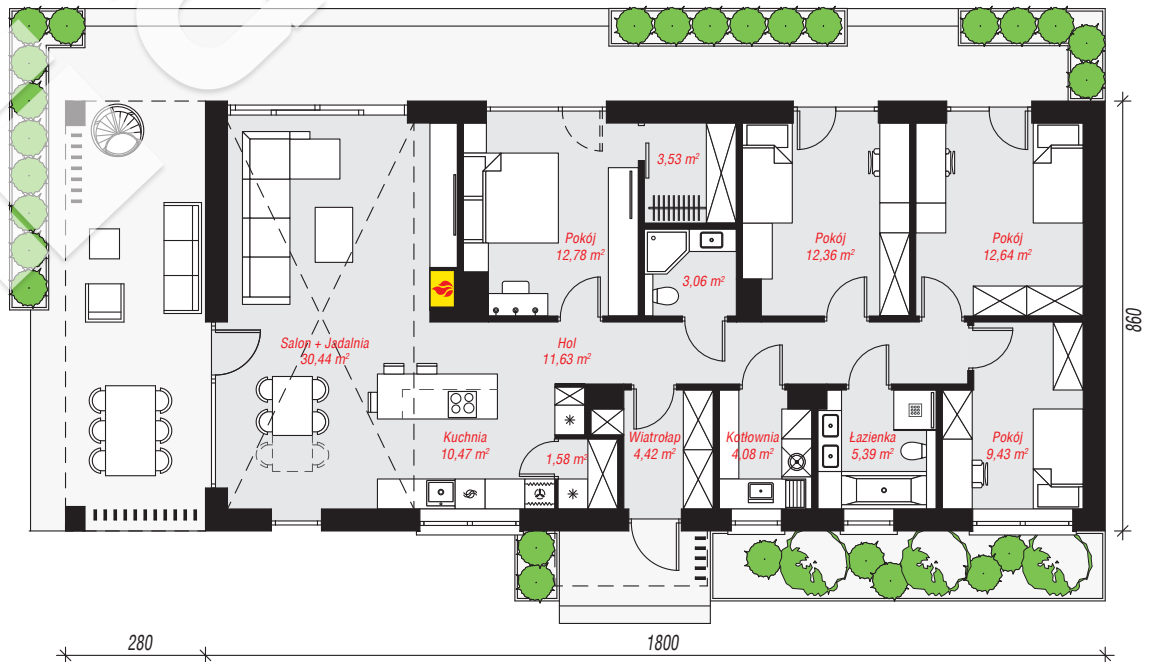 3,53 m²
Pokój
12,78 m²
Pokój
12,36 m²
Pokój
12,64 m²
3,06 m²
Salon + Jadalnia
30,44 m²
Hol
11,63 m²
860
Kuchnia
10,47 m²
1,58 m²
Wiatrołap
4,42 m²
Kotłownia
4,08 m²
Łazienka
5,39 m²
Pokój
9,43 m²
280
1800